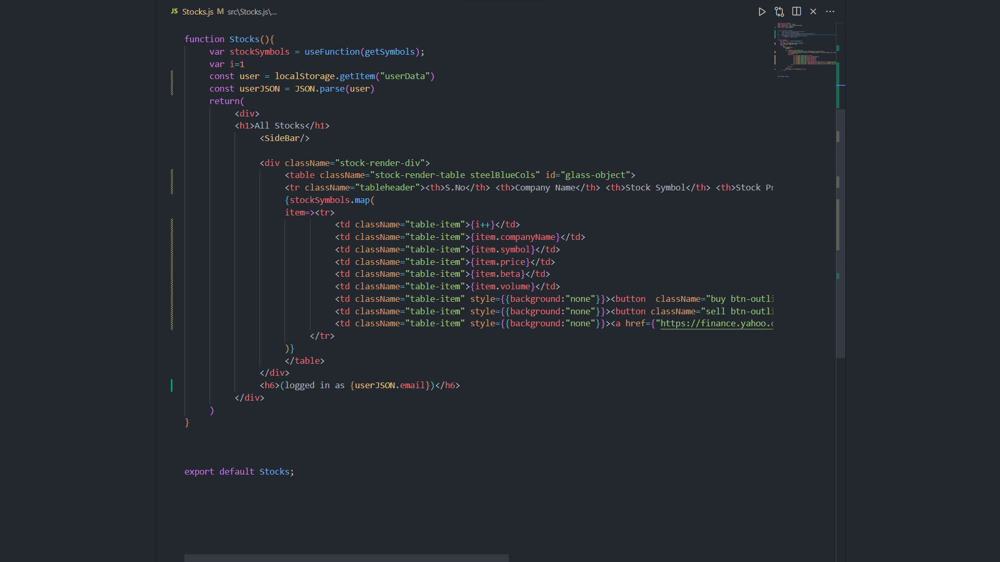 JS Stocks.js M src\Stocks.js\...
function Stocks(){
var stockSymbols = useFunction(getSymbols);
var i=1
const user = localStorage.getItem("userData")
const userJSON = JSON.parse(user)
return(
<div>
<h1>All Stocks</h1>
<SideBar/>
<div className="stock-render-div">
<table className="stock-render-table steelBlueCols" id="glass-object">
<tr className="tableheader"><th>S.No</th> <th>Company Name</th> <th>Stock Symbol</th> <th>Stock Pr
{stockSymbols.map(
item=><tr>
<td className="table-item">{i++}</td>
<td className="table-item">{item.companyName}</td>
<td className="table-item">{item.symbol}</td>
<td className="table-item">{item.price}</td>
<td className="table-item">{item.beta}</td>
<td className="table-item">{item.volume}</td>
<td className="table-item" style={{background:"none"}}><button  className="buy btn-outli
<td className="table-item" style={{background:"none"}}><button className="sell btn-outli
<td className="table-item" style={{background:"none"}}><a href={"https://finance.yahoo.c
</tr>
)}
</table>
</div>
<h6>(logged in as {userJSON.email})</h6>
</div>
)
}
export default Stocks;